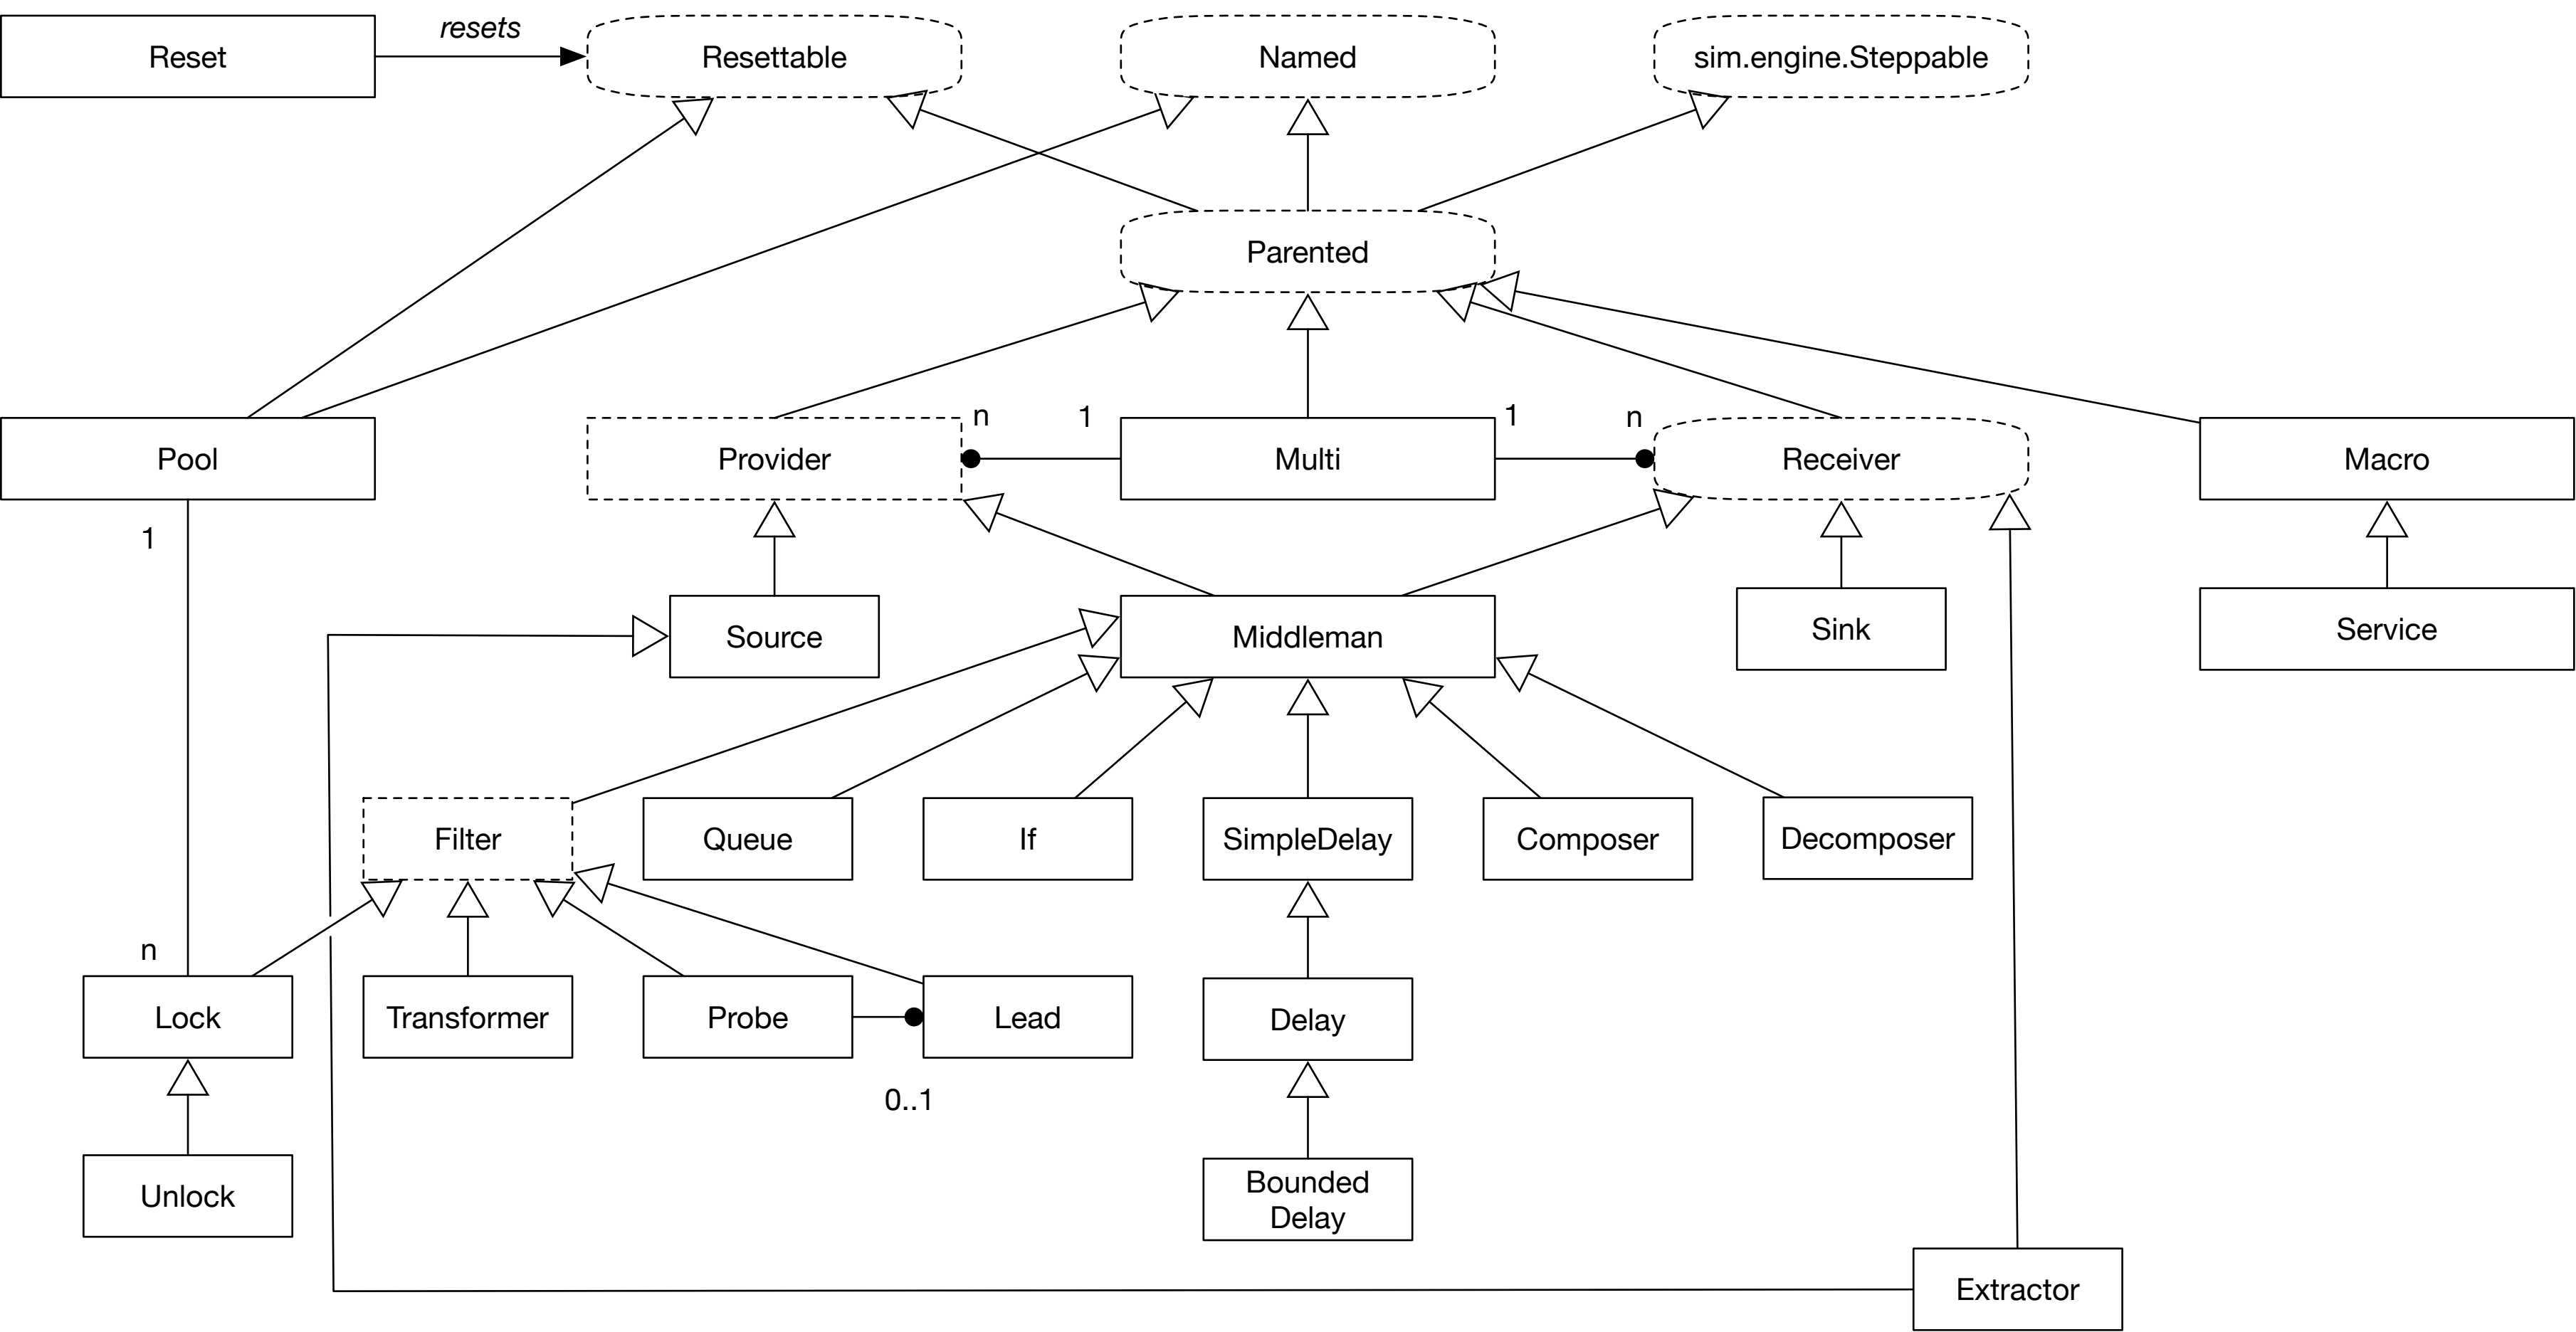 resets
Reset
Resettable
Named
sim.engine.Steppable
Parented
n
1
1
n
Pool
Provider
Multi
Receiver
Macro
1
Source
Middleman
Sink
Service
Filter
Queue
If
SimpleDelay
Composer
Decomposer
n
Lock
Transformer
Probe
Lead
Delay
0..1
Unlock
Bounded
Delay
Extractor